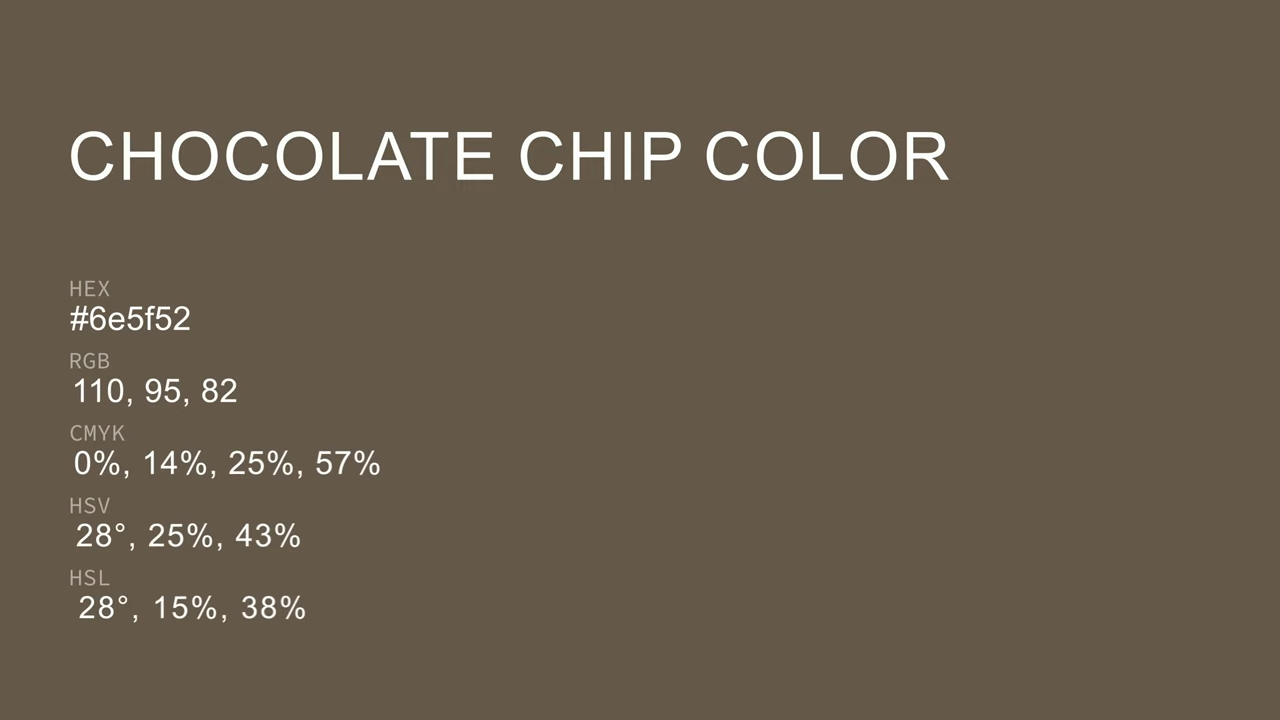 CHOCOLATE CHIP COLOR
HEX
#6e5f52
RGB
110, 95, 82
CMYK
0%, 14%, 25%, 57%
HSV
28°, 25%, 43%
HSL
28°, 15%, 38%